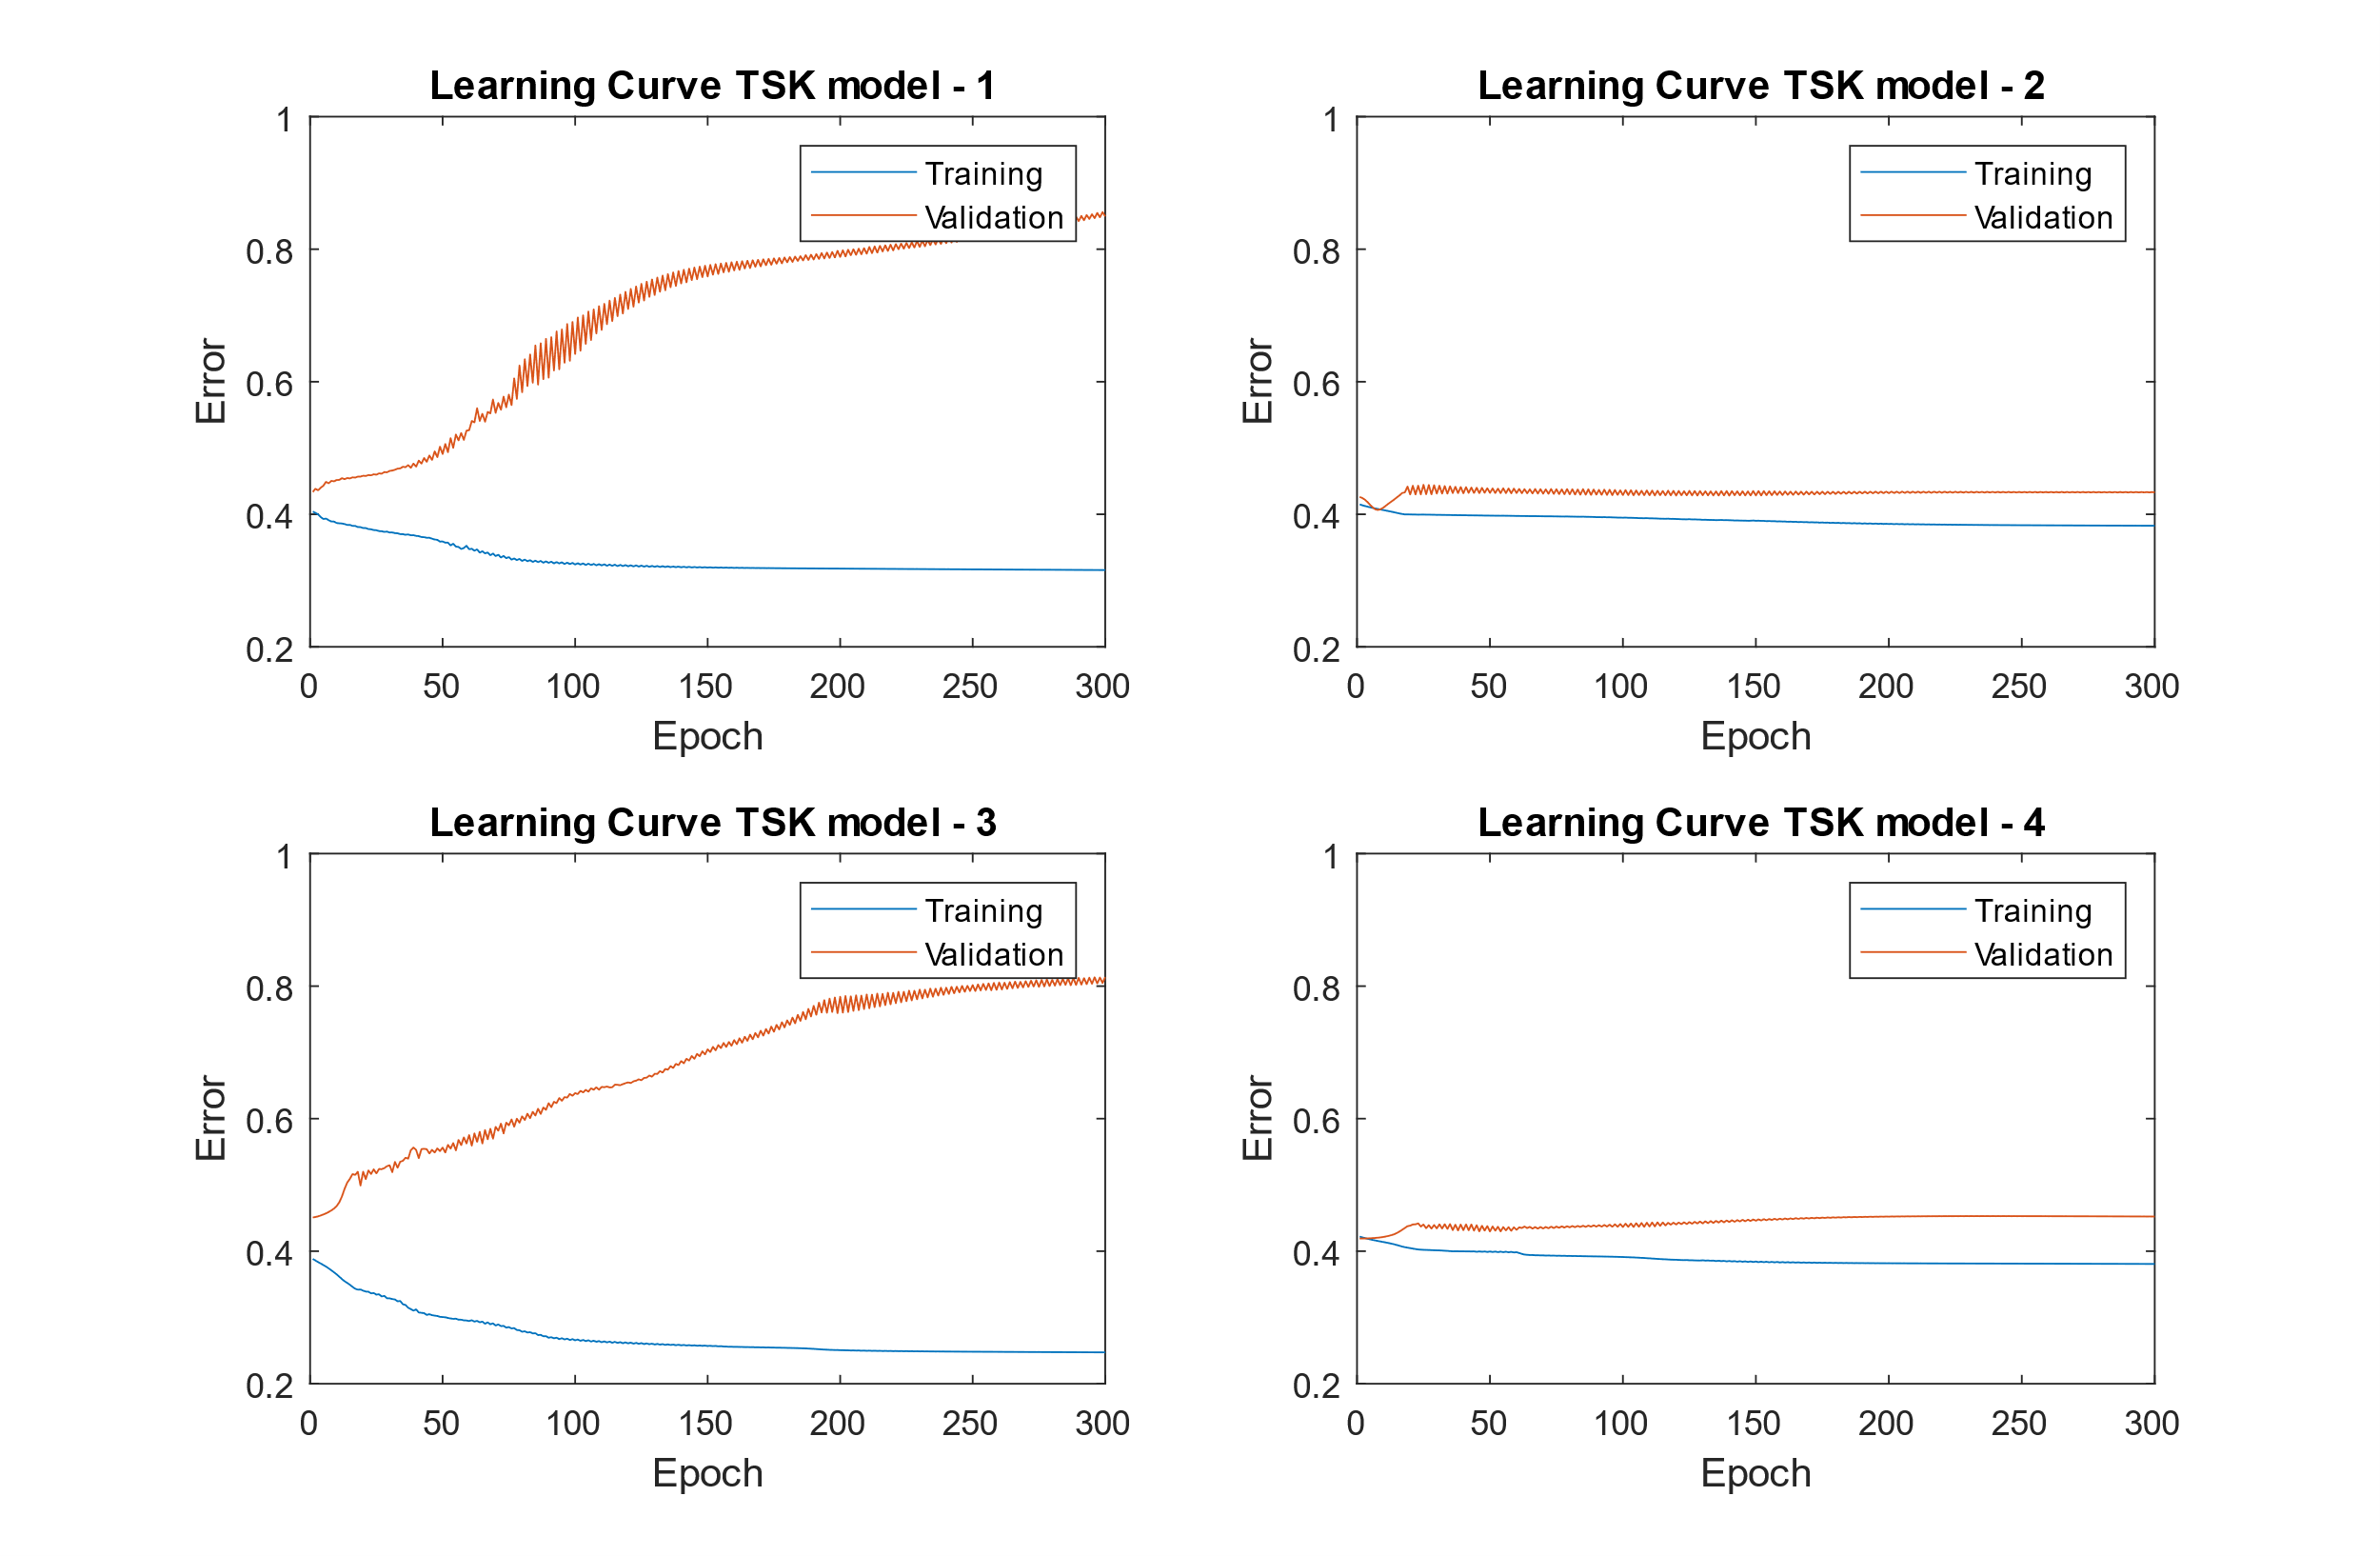 Learning Curve TSK model - 1
1
0.8
0.6
0.4
0.2
Error
Training
Validation
0 50 100 150 200 250 300
Epoch
Learning Curve TSK model - 2
1
0.8
0.6
0.4
0.2
Error
Training
Validation
0 50 100 150 200 250 300
Epoch
Learning Curve TSK model - 3
1
0.8
0.6
0.4
0.2
Error
Training
Validation
0 50 100 150 200 250 300
Epoch
Learning Curve TSK model - 4
1
0.8
0.6
0.4
0.2
Error
Training
Validation
0 50 100 150 200 250 300
Epoch